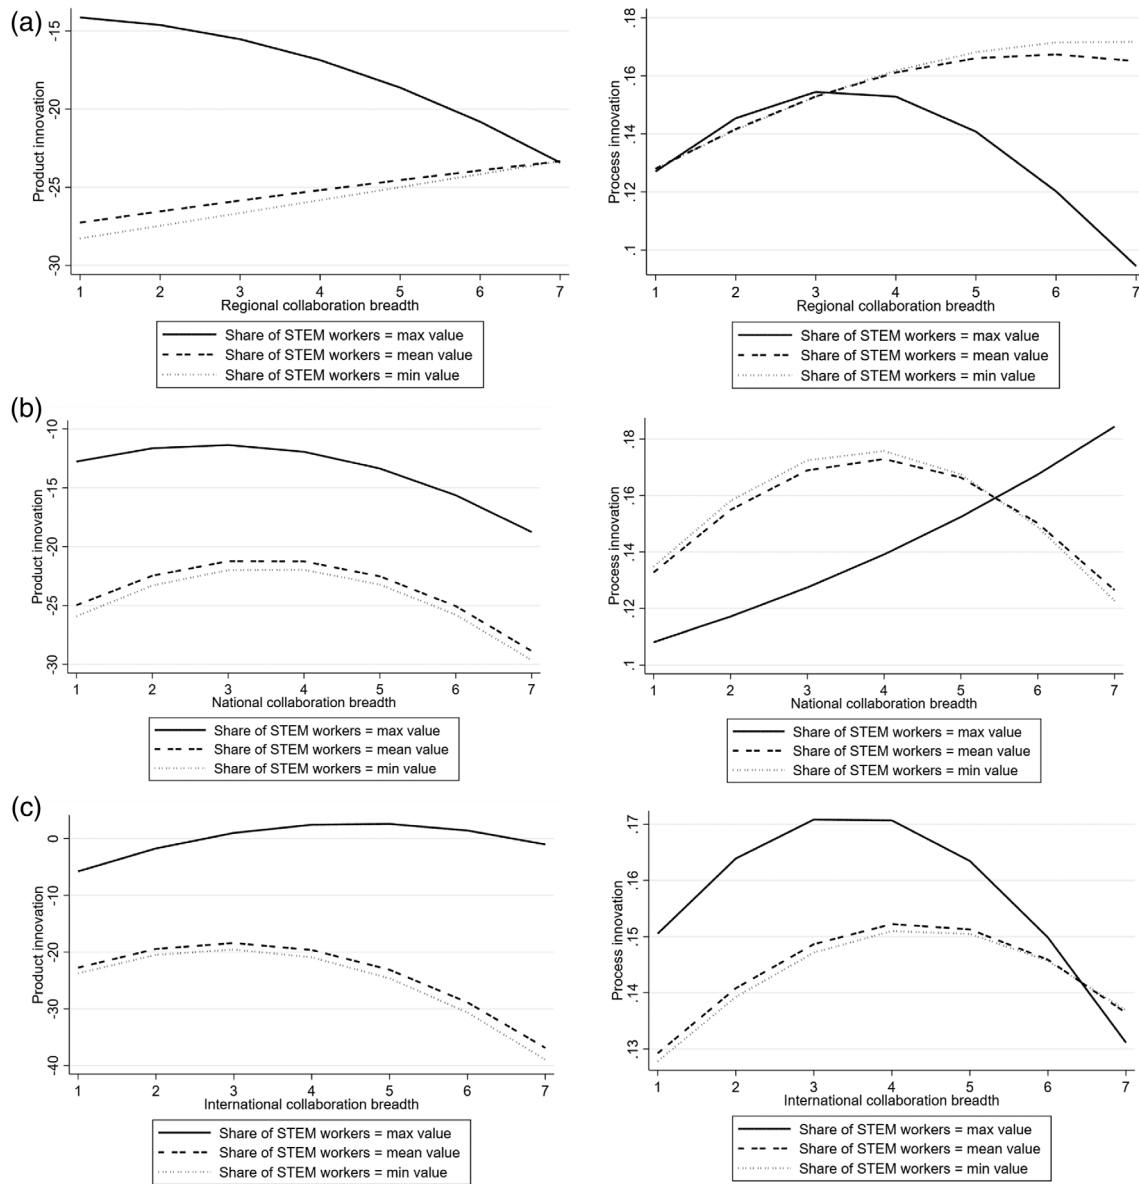 (a)
Product innovation
-15
-20
-25
-30
1 2 3 4 5 6 7
Regional collaboration breadth
Share of STEM workers = max value
Share of STEM workers = mean value
Share of STEM workers = min value
Process innovation
.18
.16
.14
.12
.1
1 2 3 4 5 6 7
Regional collaboration breadth
Share of STEM workers = max value
Share of STEM workers = mean value
Share of STEM workers = min value
(b)
Product innovation
-10
-15
-20
-25
-30
1 2 3 4 5 6 7
National collaboration breadth
Share of STEM workers = max value
Share of STEM workers = mean value
Share of STEM workers = min value
Process innovation
.18
.16
.14
.12
.1
1 2 3 4 5 6 7
National collaboration breadth
Share of STEM workers = max value
Share of STEM workers = mean value
Share of STEM workers = min value
(c)
Product innovation
0
-10
-20
-30
-40
1 2 3 4 5 6 7
International collaboration breadth
Share of STEM workers = max value
Share of STEM workers = mean value
Share of STEM workers = min value
Process innovation
.17
.16
.15
.14
.13
1 2 3 4 5 6 7
International collaboration breadth
Share of STEM workers = max value
Share of STEM workers = mean value
Share of STEM workers = min value